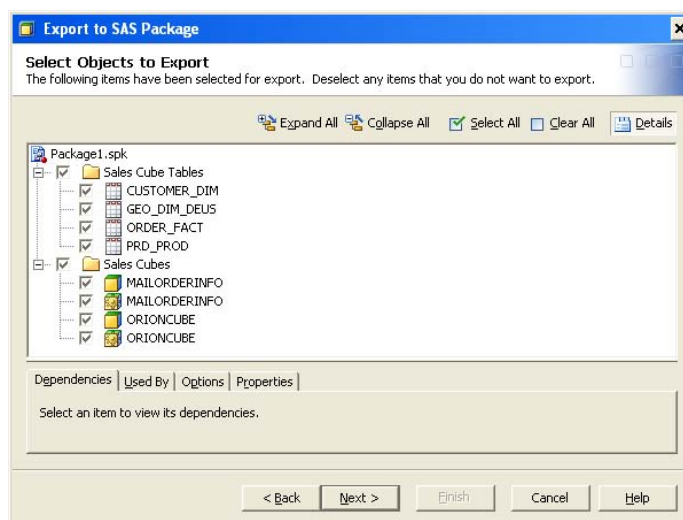 Export to SAS Package
Select Objects to Export
The following items have been selected for export. Deselect any items that you do not want to export.
Expand All Collapse All Select All Clear All Details
Package1.spk
Sales Cube Tables
CUSTOMER_DIM
GEO_DIM_DEUS
ORDER_FACT
PRD_PROD
Sales Cubes
MAILORDERINFO
MAILORDERINFO
ORIONCUBE
ORIONCUBE
Dependencies Used By Options Properties
Select an item to view its dependencies.
< Back Next > Finish Cancel Help